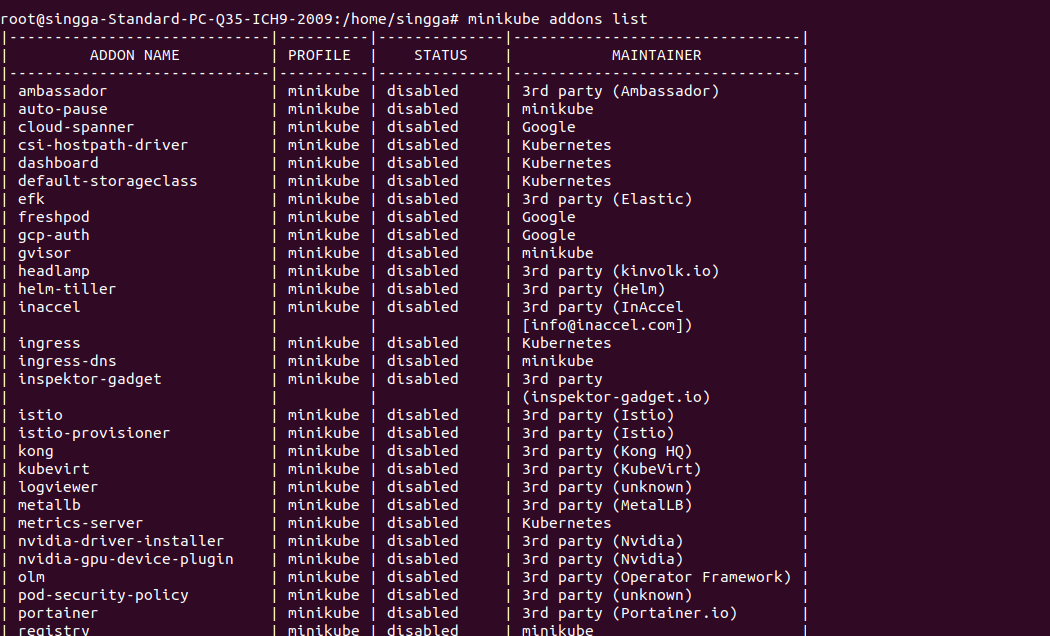 root@singga-Standard-PC-Q35-ICH9-2009:/home/singga# minikube addons list
|-----------------------------|----------|--------------|--------------------------------|
|         ADDON NAME          | PROFILE  |    STATUS    |           MAINTAINER           |
|-----------------------------|----------|--------------|--------------------------------|
| ambassador                  | minikube | disabled     | 3rd party (Ambassador)         |
| auto-pause                  | minikube | disabled     | minikube                       |
| cloud-spanner               | minikube | disabled     | Google                         |
| csi-hostpath-driver         | minikube | disabled     | Kubernetes                     |
| dashboard                   | minikube | disabled     | Kubernetes                     |
| default-storageclass        | minikube | disabled     | Kubernetes                     |
| efk                         | minikube | disabled     | 3rd party (Elastic)            |
| freshpod                    | minikube | disabled     | Google                         |
| gcp-auth                    | minikube | disabled     | Google                         |
| gvisor                      | minikube | disabled     | minikube                       |
| headlamp                    | minikube | disabled     | 3rd party (kinvolk.io)         |
| helm-tiller                 | minikube | disabled     | 3rd party (Helm)               |
| inaccel                     | minikube | disabled     | 3rd party (InAccel             |
|                             |          |              | [info@inaccel.com])            |
| ingress                     | minikube | disabled     | Kubernetes                     |
| ingress-dns                 | minikube | disabled     | minikube                       |
| inspektor-gadget            | minikube | disabled     | 3rd party                      |
|                             |          |              | (inspektor-gadget.io)          |
| istio                       | minikube | disabled     | 3rd party (Istio)              |
| istio-provisioner           | minikube | disabled     | 3rd party (Istio)              |
| kong                        | minikube | disabled     | 3rd party (Kong HQ)            |
| kubevirt                    | minikube | disabled     | 3rd party (KubeVirt)           |
| logviewer                   | minikube | disabled     | 3rd party (unknown)            |
| metallb                     | minikube | disabled     | 3rd party (MetalLB)            |
| metrics-server              | minikube | disabled     | Kubernetes                     |
| nvidia-driver-installer     | minikube | disabled     | 3rd party (Nvidia)             |
| nvidia-gpu-device-plugin    | minikube | disabled     | 3rd party (Nvidia)             |
| olm                         | minikube | disabled     | 3rd party (Operator Framework) |
| pod-security-policy         | minikube | disabled     | 3rd party (unknown)            |
| portainer                   | minikube | disabled     | 3rd party (Portainer.io)       |
| registry                    | minikube | disabled     | minikube                       |